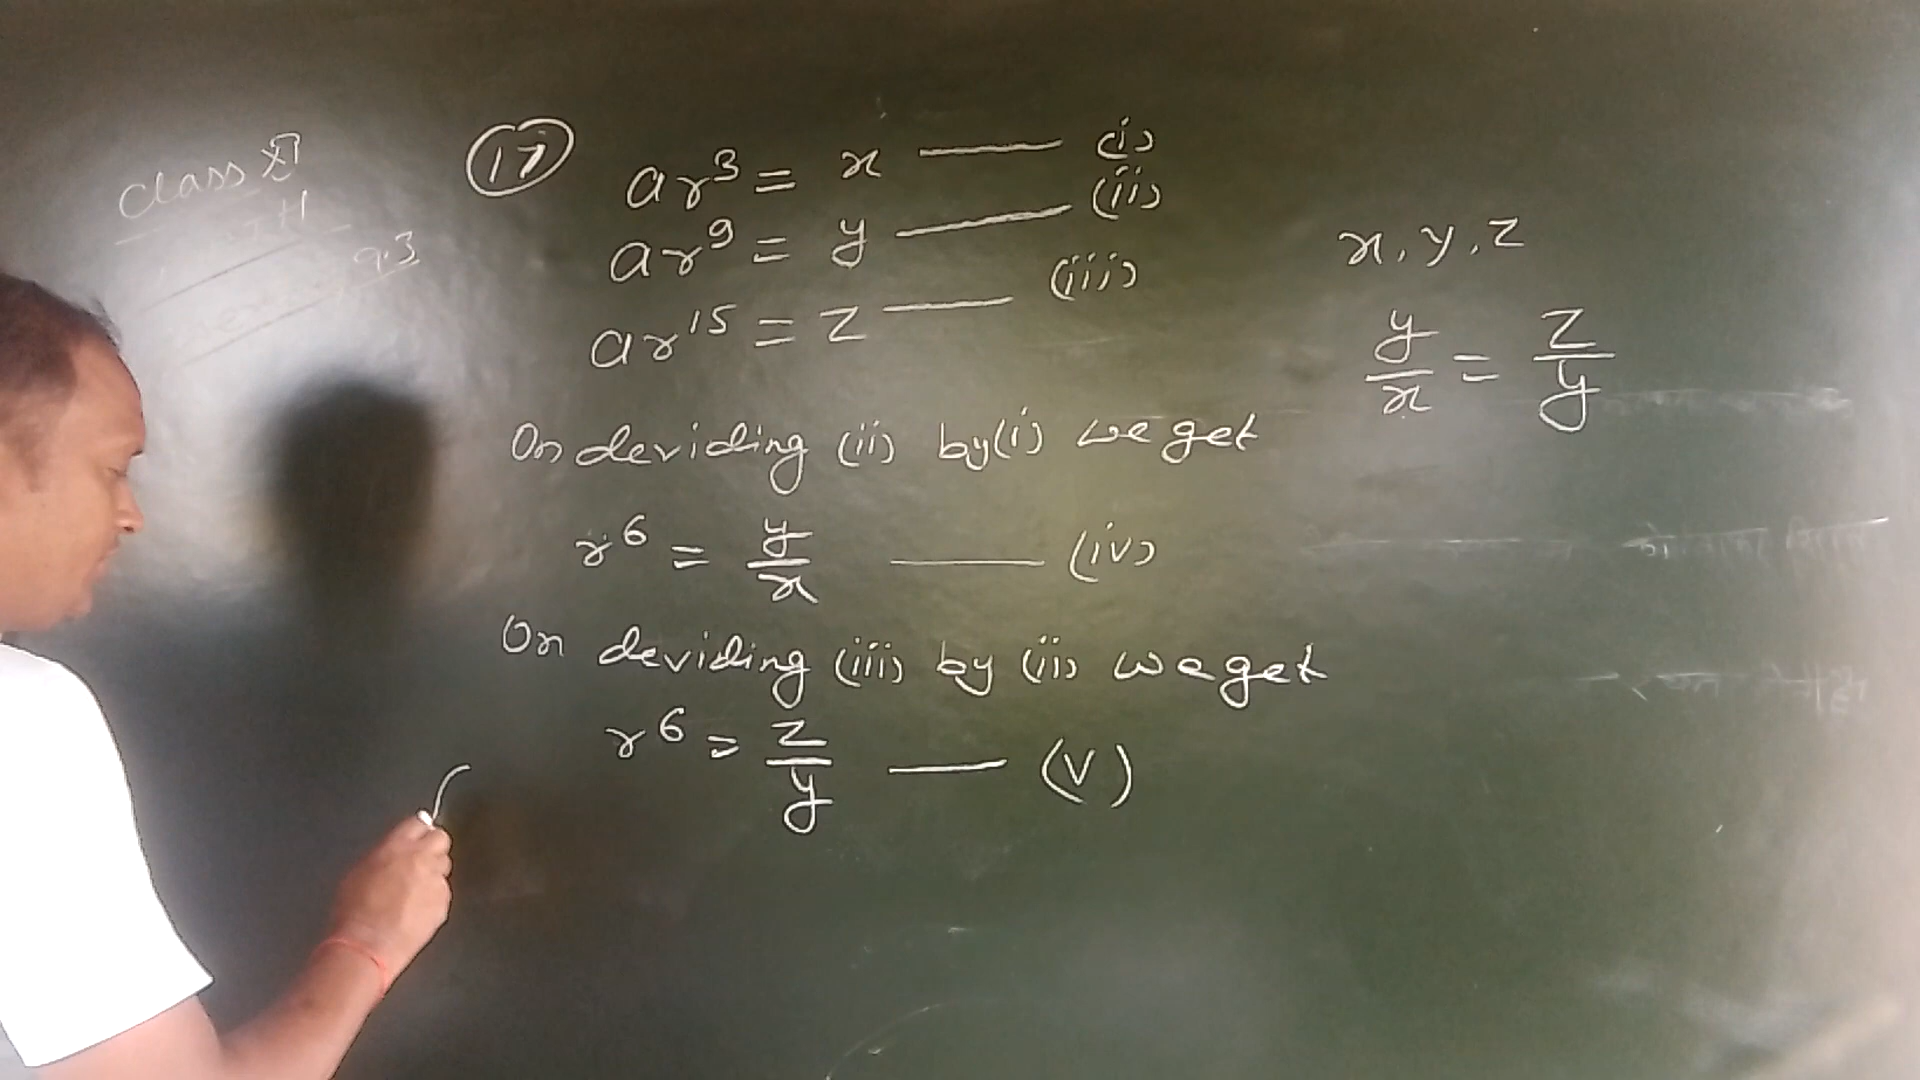 Class XI
9.3
(17) ar³ = x —— (i)
ar⁹ = y —— (ii)
ar¹⁵ = z —— (iii)
On deviding (ii) by (i) we get
r⁶ = y/x —— (iv)
On deviding (iii) by (ii) we get
r⁶ = z/y —— (v)
x, y, z
y/x = z/y